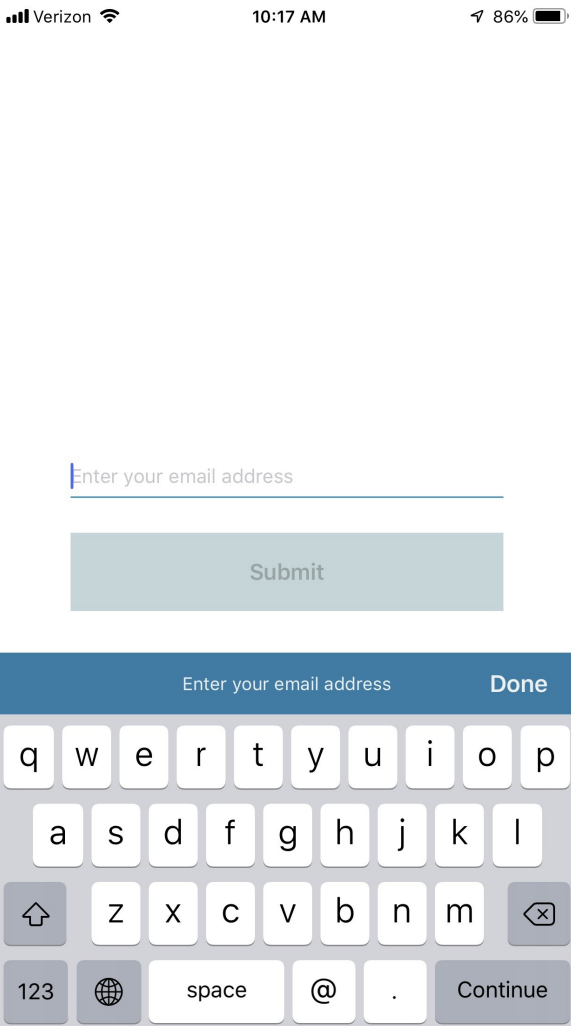 Verizon 10:17 AM 86%
Enter your email address
Submit
Enter your email address Done
q w e r t y u i o p
a s d f g h j k l
z x c v b n m
123 space @ . Continue